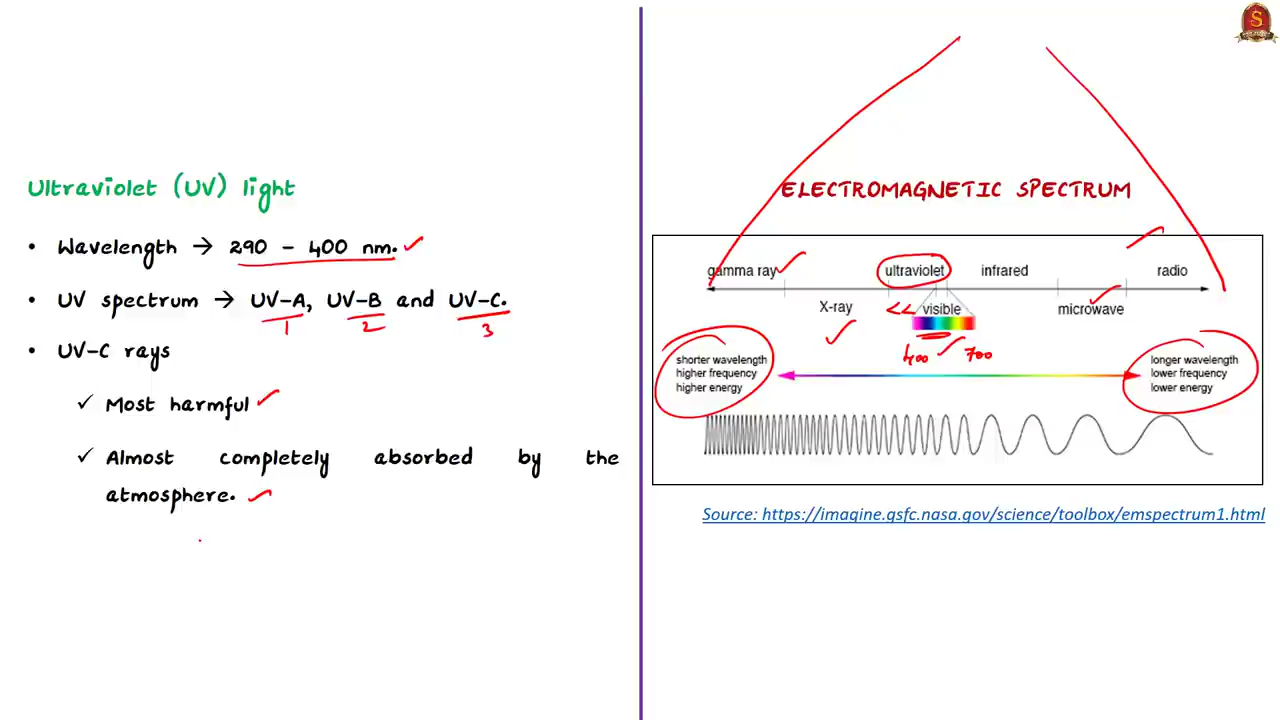 Ultraviolet (UV) light
• Wavelength → 290 – 400 nm.
• UV spectrum → UV-A, UV-B and UV-C.
1 2 3
• UV-C rays
✓ Most harmful
✓ Almost completely absorbed by the
atmosphere.
S
ELECTROMAGNETIC SPECTRUM
gamma ray ultraviolet infrared radio
X-ray << visible microwave
400 700
shorter wavelength
higher frequency
higher energy
longer wavelength
lower frequency
lower energy
Source: https://imagine.gsfc.nasa.gov/science/toolbox/emspectrum1.html